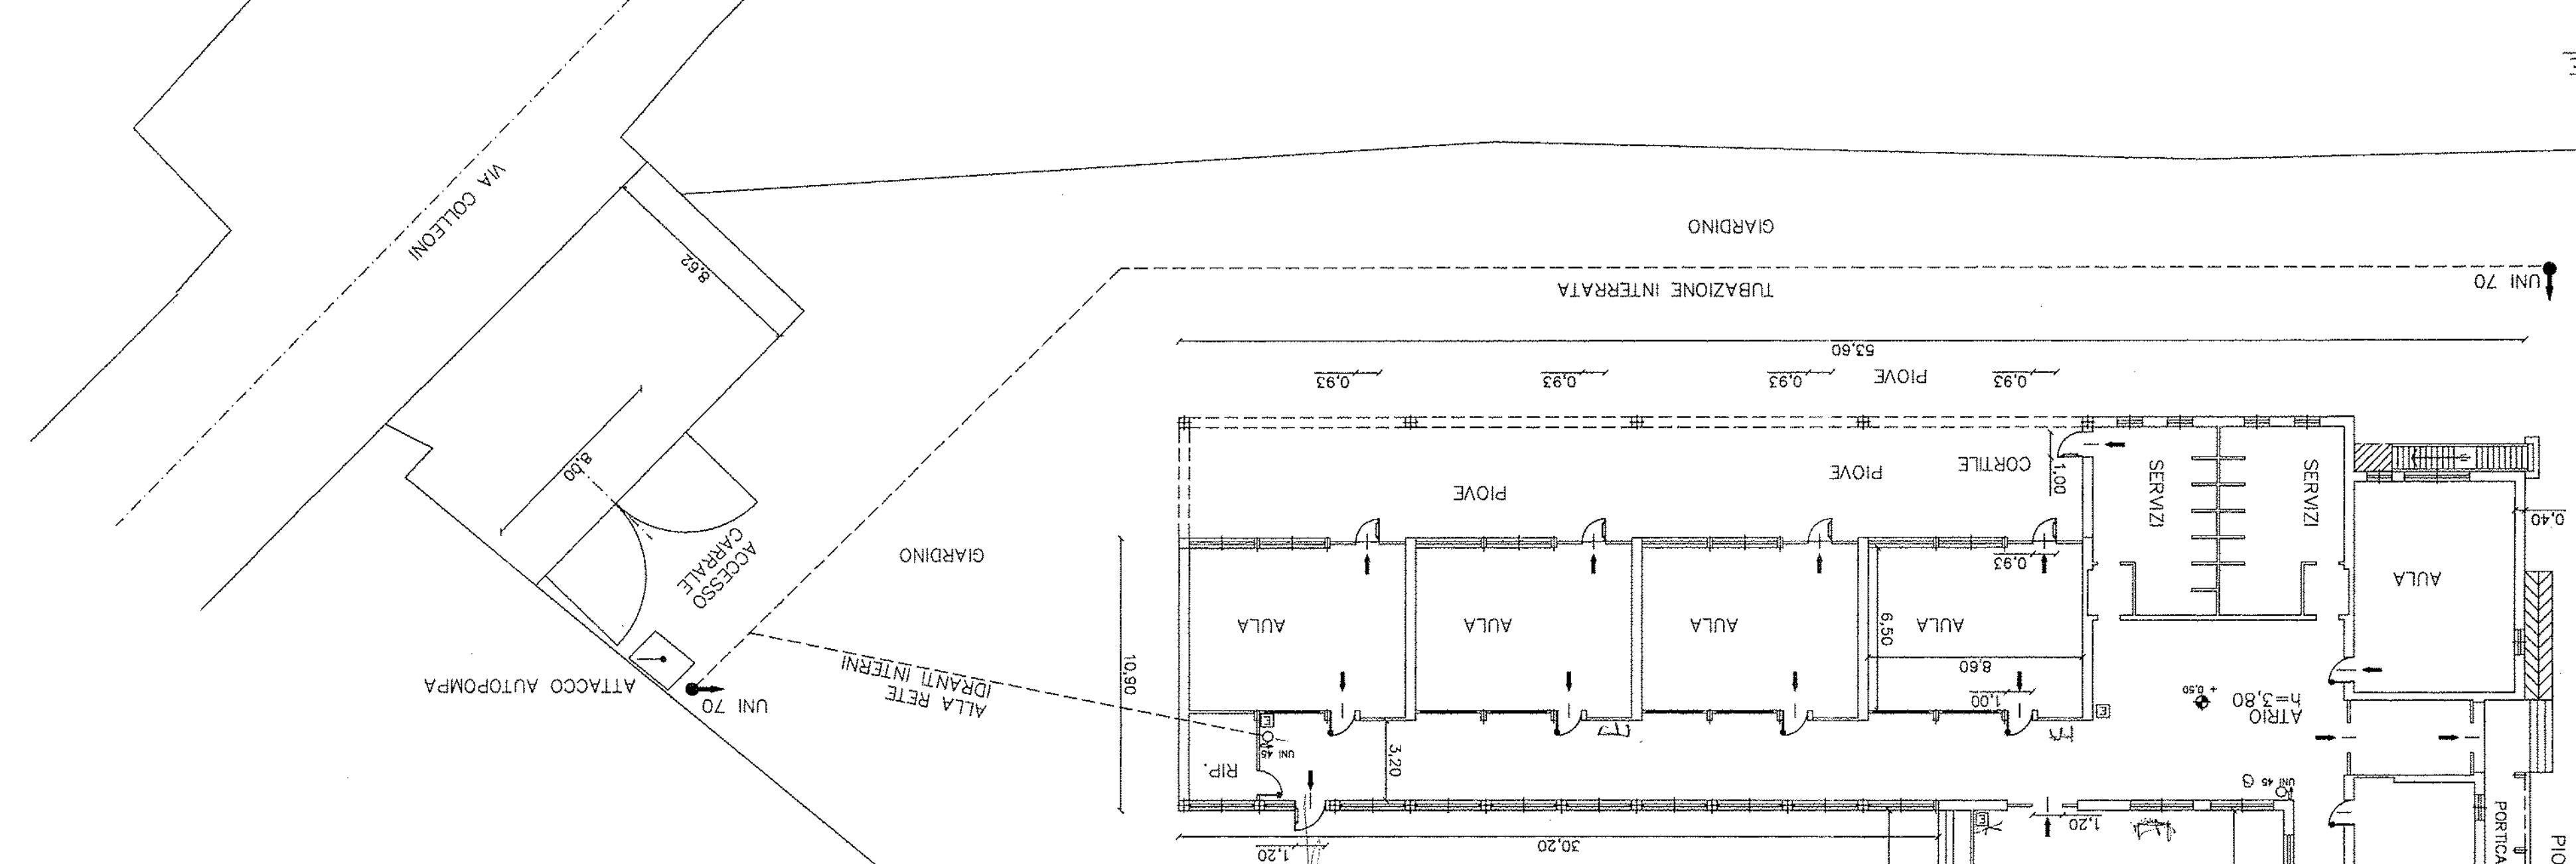 VIA COLLEONI
8,62
GIARDINO
TUBAZIONE INTERRATA
UNI 70
53,60
0,93
0,93
0,93
PIOVE
0,93
8,00
ACCESSO
CARRALE
GIARDINO
PIOVE
PIOVE
CORTILE
1,00
SERVIZI
SERVIZI
0,40
AULA
0,93
AULA
AULA
AULA
AULA
6,50
8,60
1,00
10,90
ATTACCO AUTOPOMPA
UNI 70
ALLA RETE
IDRANTI INTERNI
E
UNI 45
RIP.
3,20
E
+ 0,50
ATRIO
h=3,80
UNI 45
PORTICA
PIO
E
1,20
1,20
30,20